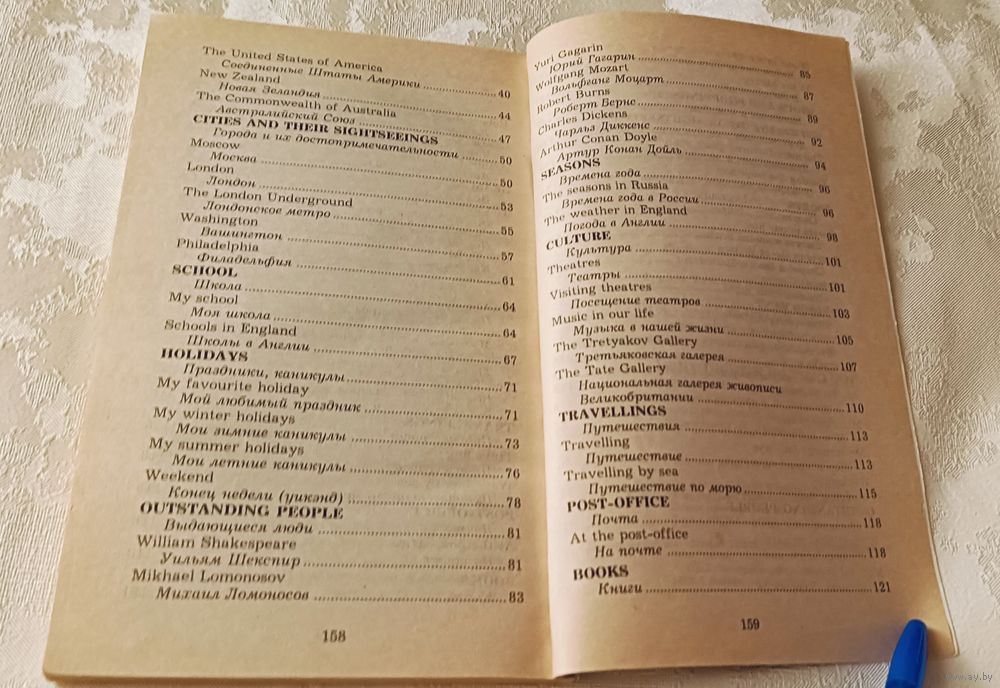 The United States of America
Соединенные Штаты Америки ........ 40
New Zealand
Новая Зеландия ........ 44
The Commonwealth of Australia
Австралийский Союз ........ 47
CITIES AND THEIR SIGHTSEEINGS
Города и их достопримечательности ........ 50
Moscow
Москва ........ 50
London
Лондон ........ 53
The London Underground
Лондонское метро ........ 55
Washington
Вашингтон ........ 57
Philadelphia
Филадельфия ........ 61
SCHOOL
Школа ........ 64
My school
Моя школа ........ 64
Schools in England
Школы в Англии ........ 67
HOLIDAYS
Праздники, каникулы ........ 71
My favourite holiday
Мой любимый праздник ........ 71
My winter holidays
Мои зимние каникулы ........ 73
My summer holidays
Мои летние каникулы ........ 76
Weekend
Конец недели (уикэнд) ........ 78
OUTSTANDING PEOPLE
Выдающиеся люди ........ 81
William Shakespeare
Уильям Шекспир ........ 81
Mikhael Lomonosov
Михаил Ломоносов ........ 83
158
Yuri Gagarin
Юрий Гагарин ........ 85
Wolfgang Mozart
Вольфганг Моцарт ........ 87
Robert Burns
Роберт Бернс ........ 89
Charles Dickens
Чарльз Диккенс ........ 92
Arthur Conan Doyle
Артур Конан Дойль ........ 94
SEASONS
Времена года ........ 96
The seasons in Russia
Времена года в России ........ 96
The weather in England
Погода в Англии ........ 98
CULTURE
Культура ........ 101
Theatres
Театры ........ 101
Visiting theatres
Посещение театров ........ 103
Music in our life
Музыка в нашей жизни ........ 105
The Tretyakov Gallery
Третьяковская галерея ........ 107
The Tate Gallery
Национальная галерея живописи
Великобритании ........ 110
TRAVELLINGS
Путешествия ........ 113
Travelling
Путешествие ........ 113
Travelling by sea
Путешествие по морю ........ 115
POST-OFFICE
Почта ........ 118
At the post-office
На почте ........ 118
BOOKS
Книги ........ 121
159
www.ay.by